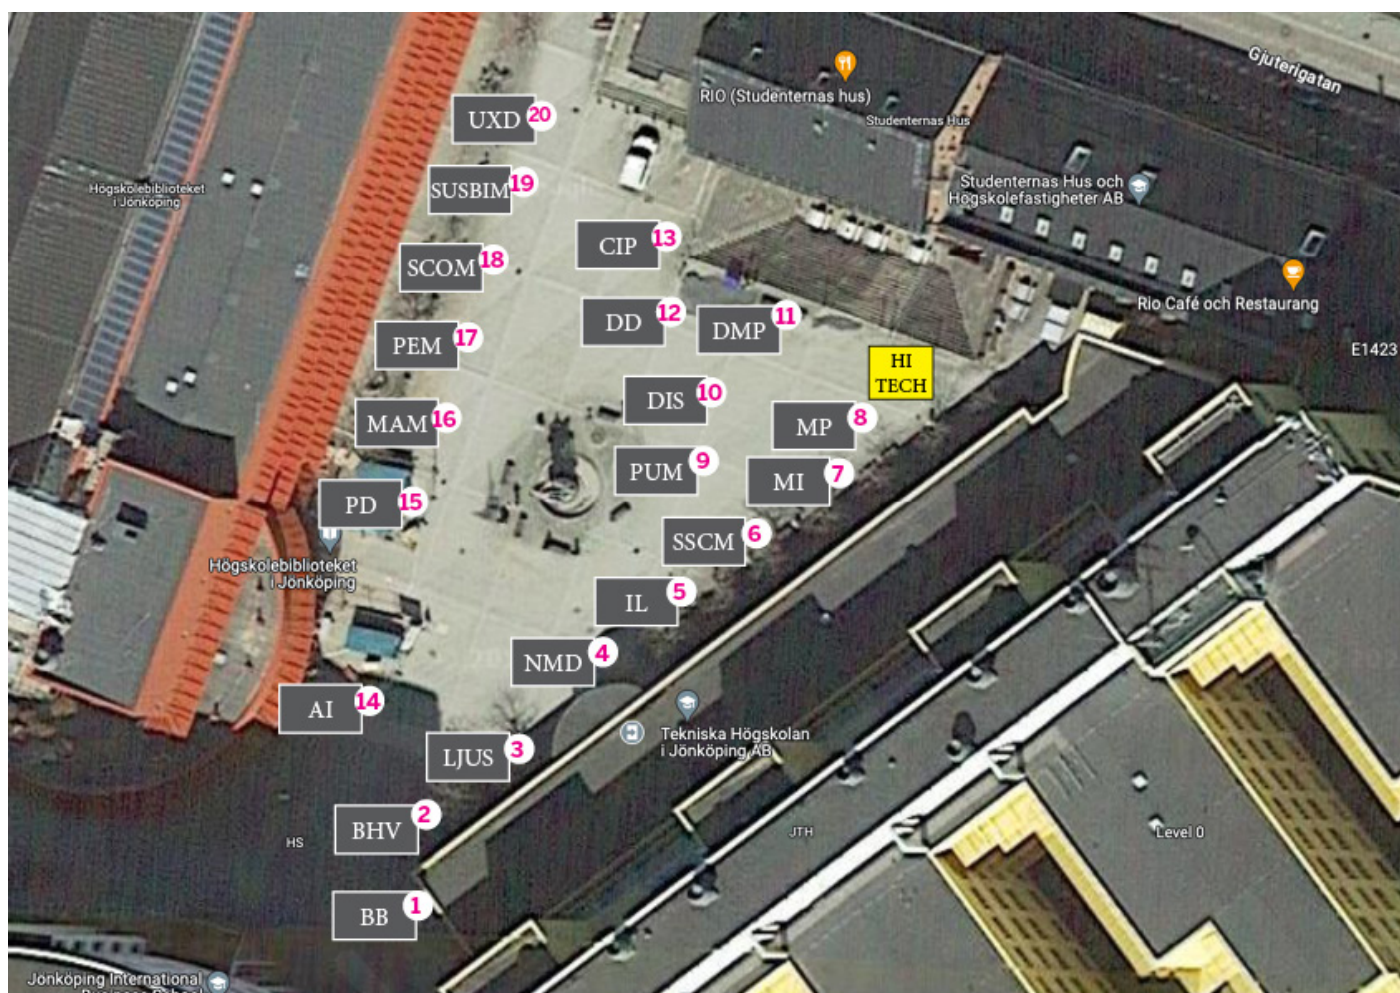 Gjuterigatan
RIO (Studenternas hus)
Studenternas Hus
UXD 20
Högskolebiblioteket
i Jönköping
SUSBIM 19
Studenternas Hus och
Högskolefastigheter AB
CIP 13
SCOM 18
Rio Café och Restaurang
DD 12
DMP 11
PEM 17
E1423
HI
TECH
DIS 10
MAM 16
MP 8
PUM 9
MI 7
PD 15
SSCM 6
Högskolebiblioteket
i Jönköping
IL 5
NMD 4
AI 14
Tekniska Högskolan
i Jönköping AB
LJUS 3
BHV 2
HS
JTH
Level 0
BB 1
Jönköping International